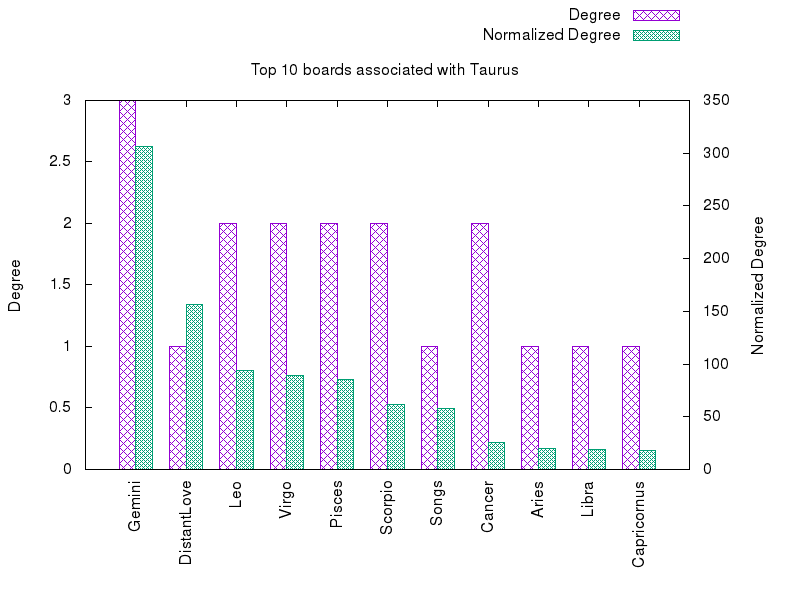 Degree
Normalized Degree
Top 10 boards associated with Taurus
3
2.5
2
1.5
1
0.5
0
350
300
250
200
150
100
50
0
Degree
Normalized Degree
Gemini
DistantLove
Leo
Virgo
Pisces
Scorpio
Songs
Cancer
Aries
Libra
Capricornus